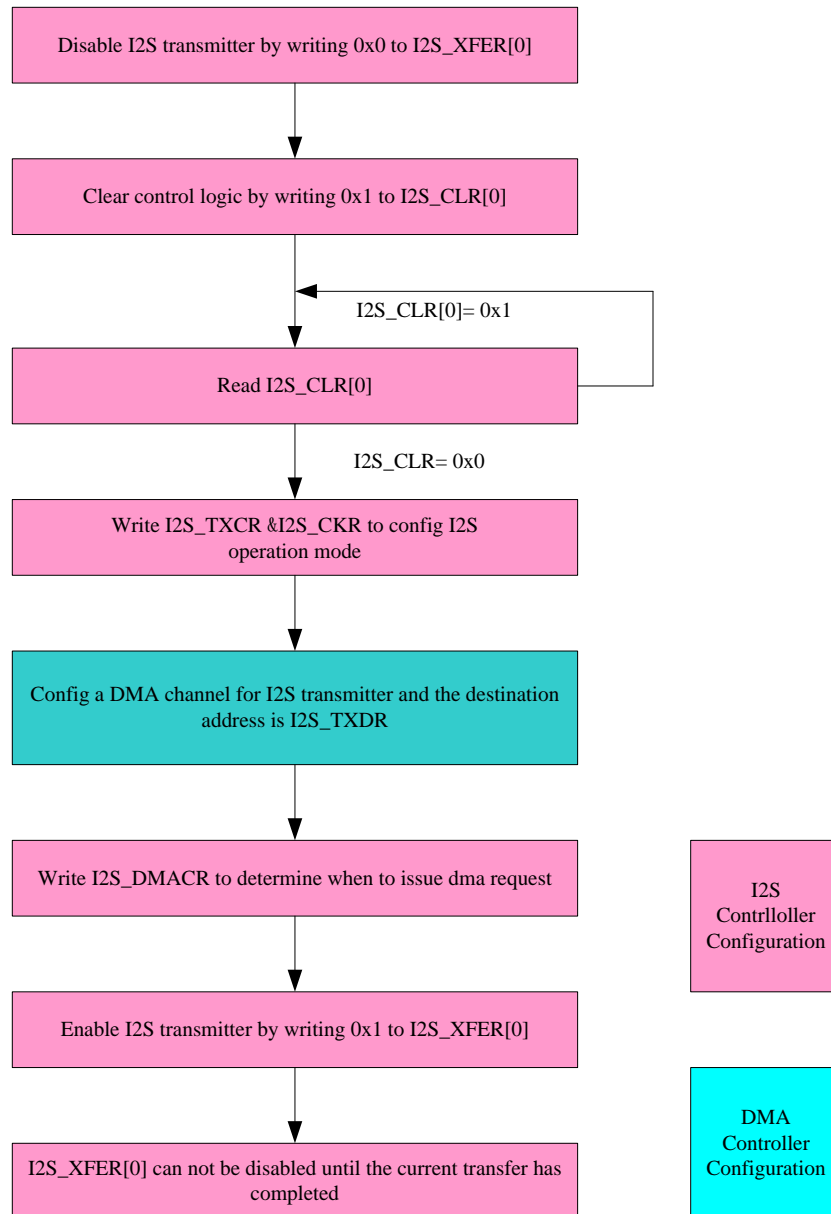 Disable I2S transmitter by writing 0x0 to I2S_XFER[0]
Clear control logic by writing 0x1 to I2S_CLR[0]
I2S_CLR[0]= 0x1
Read I2S_CLR[0]
I2S_CLR= 0x0
Write I2S_TXCR &I2S_CKR to config I2S
operation mode
Config a DMA channel for I2S transmitter and the destination
address is I2S_TXDR
Write I2S_DMACR to determine when to issue dma request
I2S
Contrlloller
Configuration
Enable I2S transmitter by writing 0x1 to I2S_XFER[0]
I2S_XFER[0] can not be disabled until the current transfer has
completed
DMA
Controller
Configuration